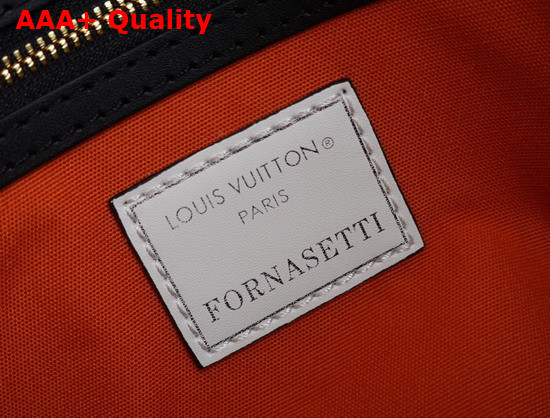 AAA+ Quality
LOUIS VUITTON®
PARIS
FORNASETTI